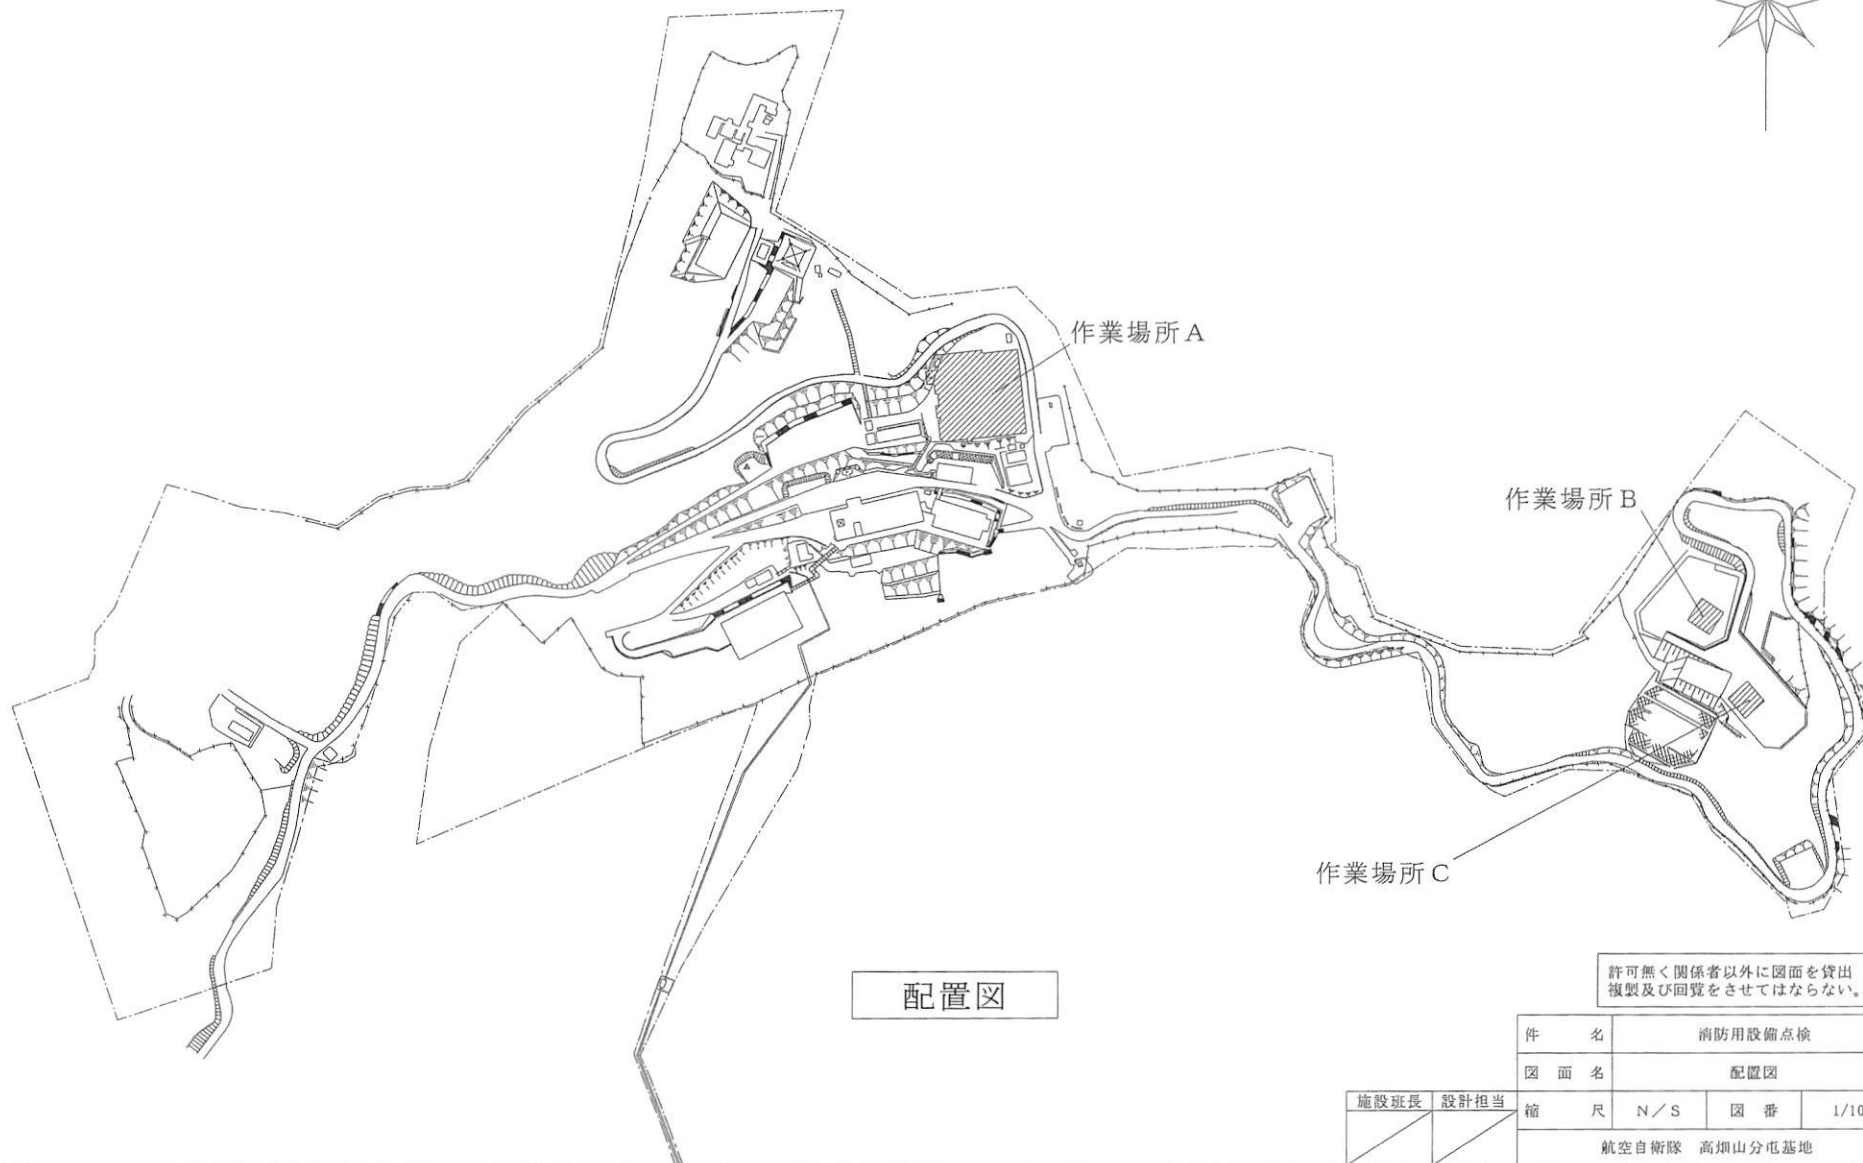 作業場所A
作業場所B
作業場所C
配置図
許可無く関係者以外に図面を貸出
複製及び回覧をさせてはならない。
件 名 消防用設備点検
図 面 名 配置図
施設班長 設計担当 縮 尺 N/S 図 番 1/10
航空自衛隊 高畑山分屯基地